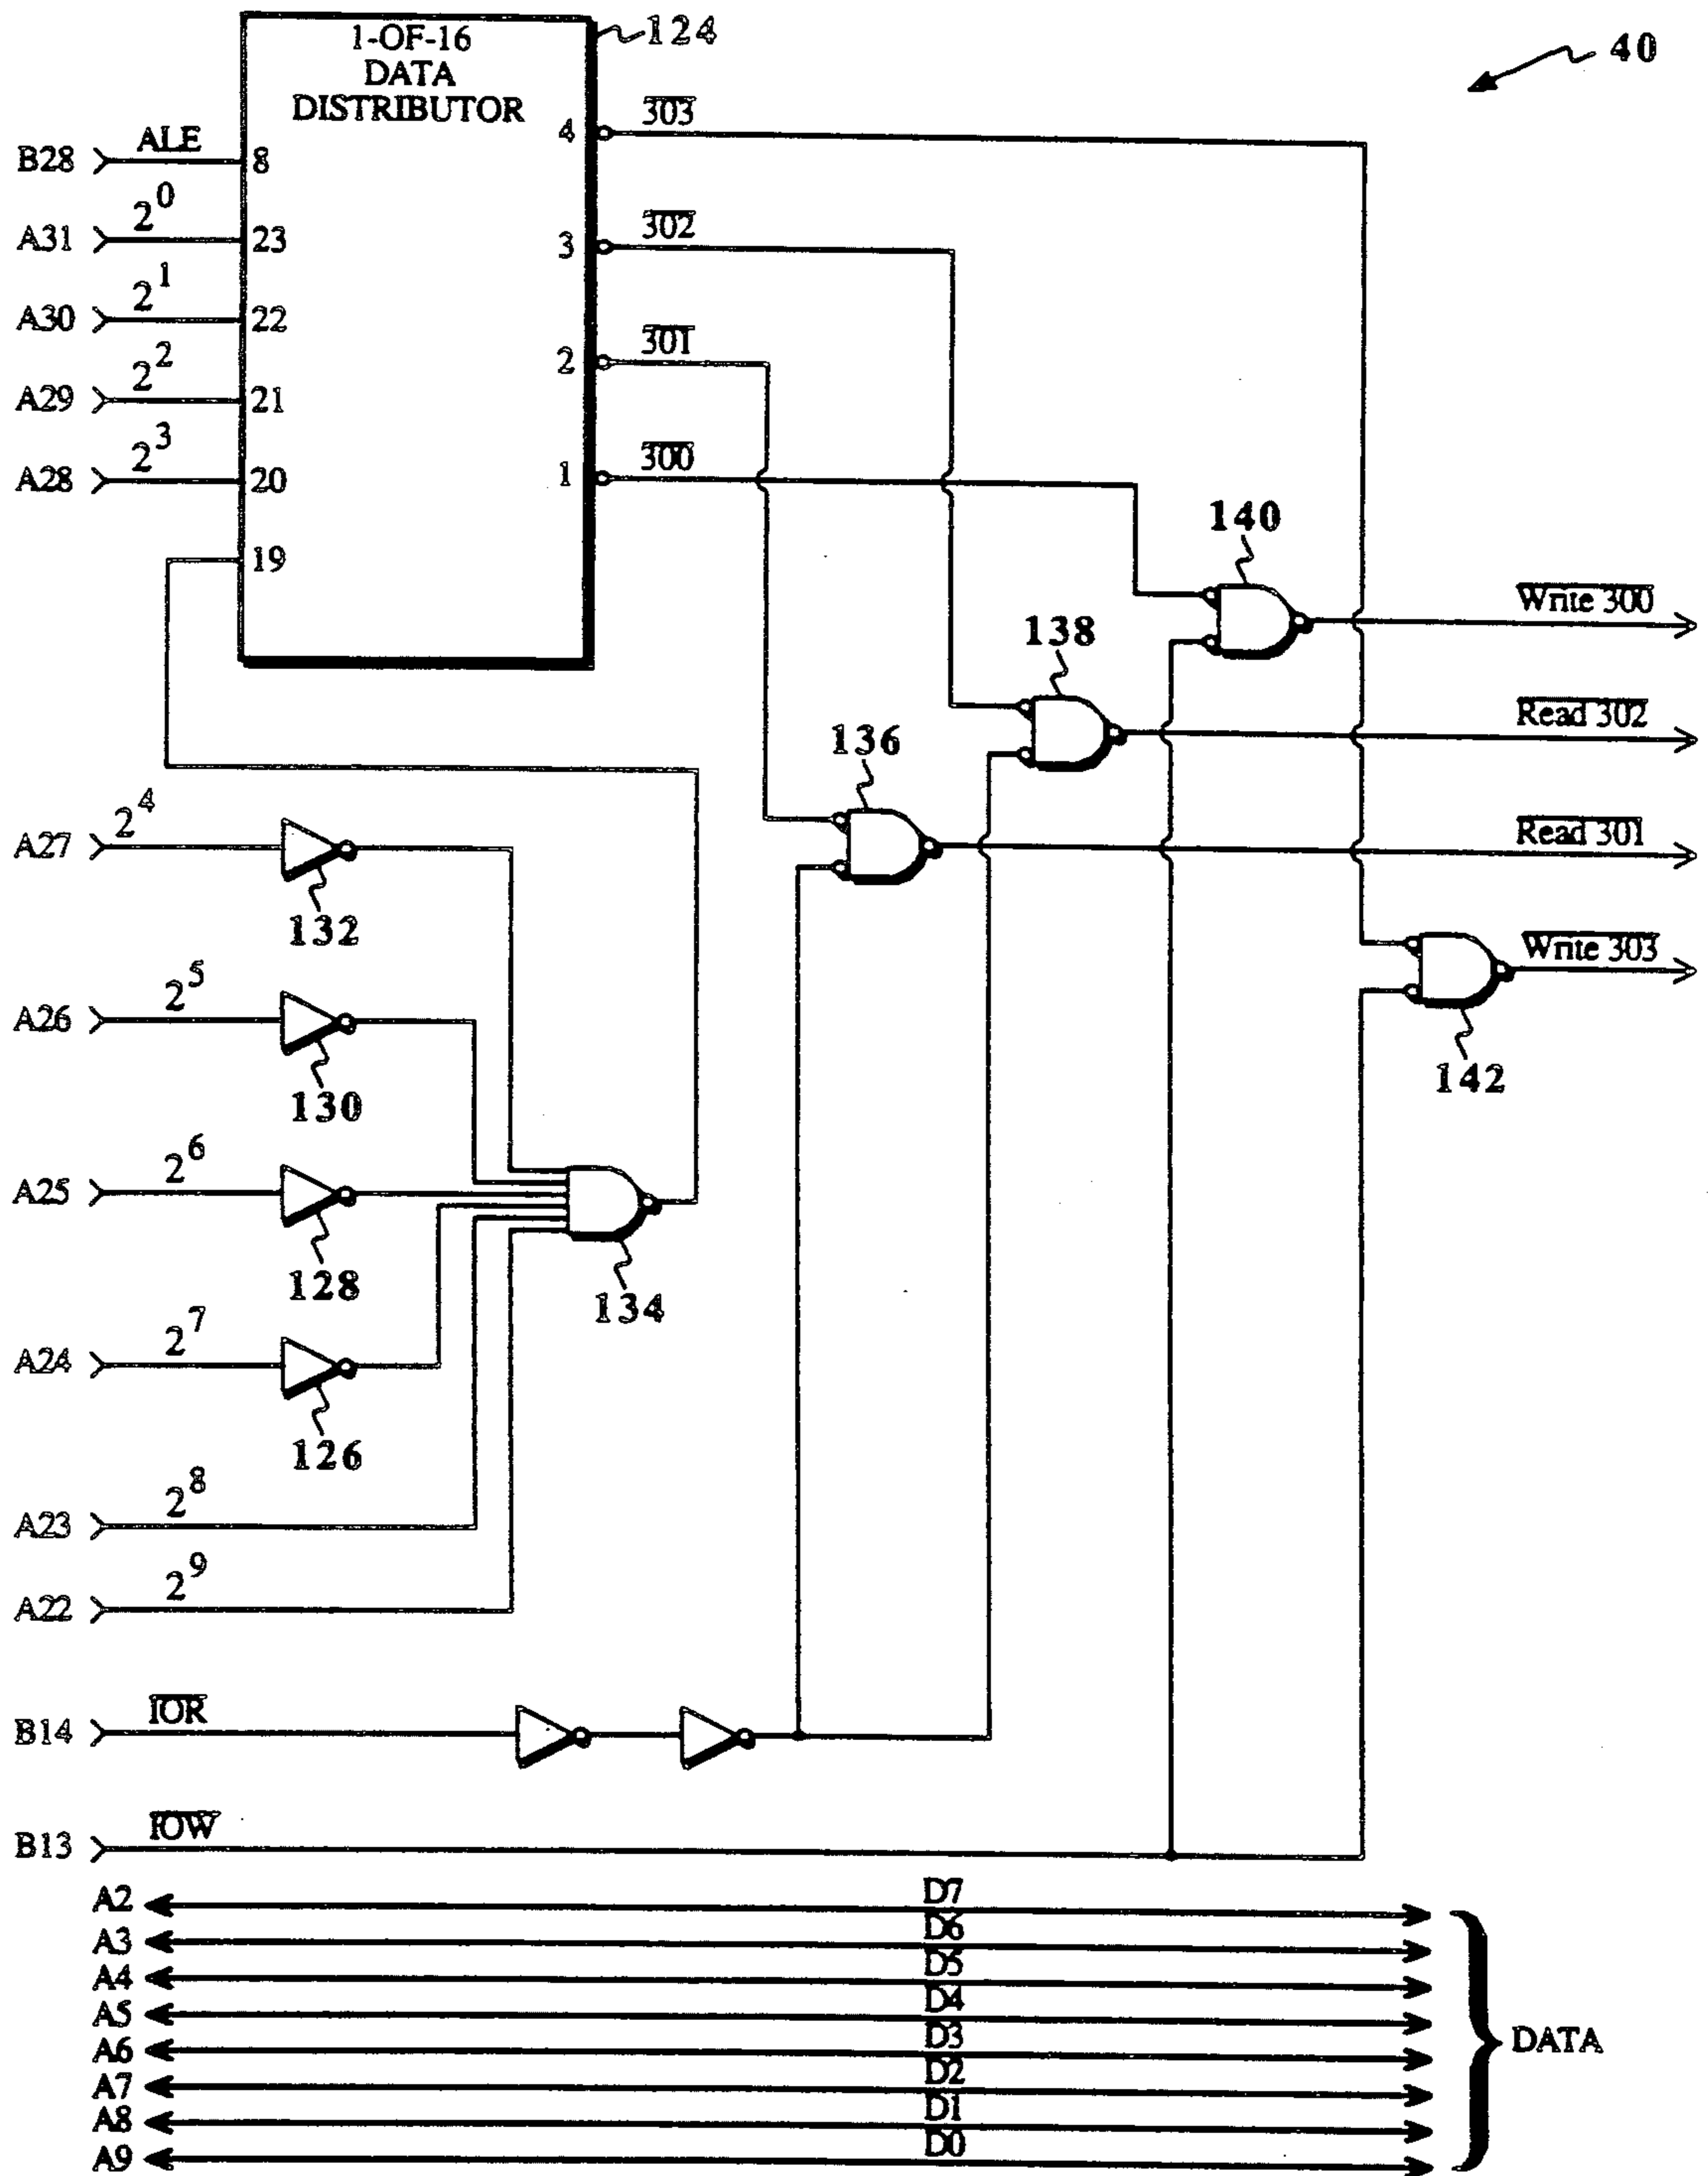 1-OF-16
DATA
DISTRIBUTOR
124
40
B28 ALE 8
4 303
A31 2^0 23
3 302
A30 2^1 22
A29 2^2 21
2 301
A28 2^3 20
1 300
19
140
Write 300
138
Read 302
136
Read 301
A27 2^4
132
Write 303
142
A26 2^5
130
A25 2^6
128
134
A24 2^7
126
A23 2^8
A22 2^9
B14 IOR
B13 IOW
A2 D7
A3 D6
A4 D5
A5 D4
A6 D3
DATA
A7 D2
A8 D1
A9 D0